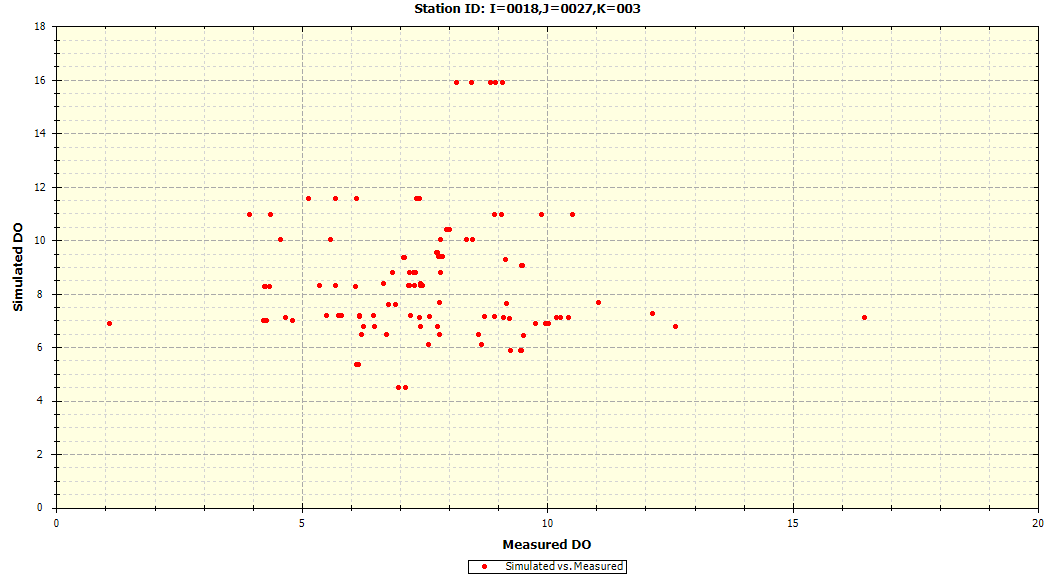 Station ID: I=0018,J=0027,K=003
18
16
14
12
10
8
6
4
2
0
Simulated DO
0 5 10 15 20
Measured DO
Simulated vs. Measured